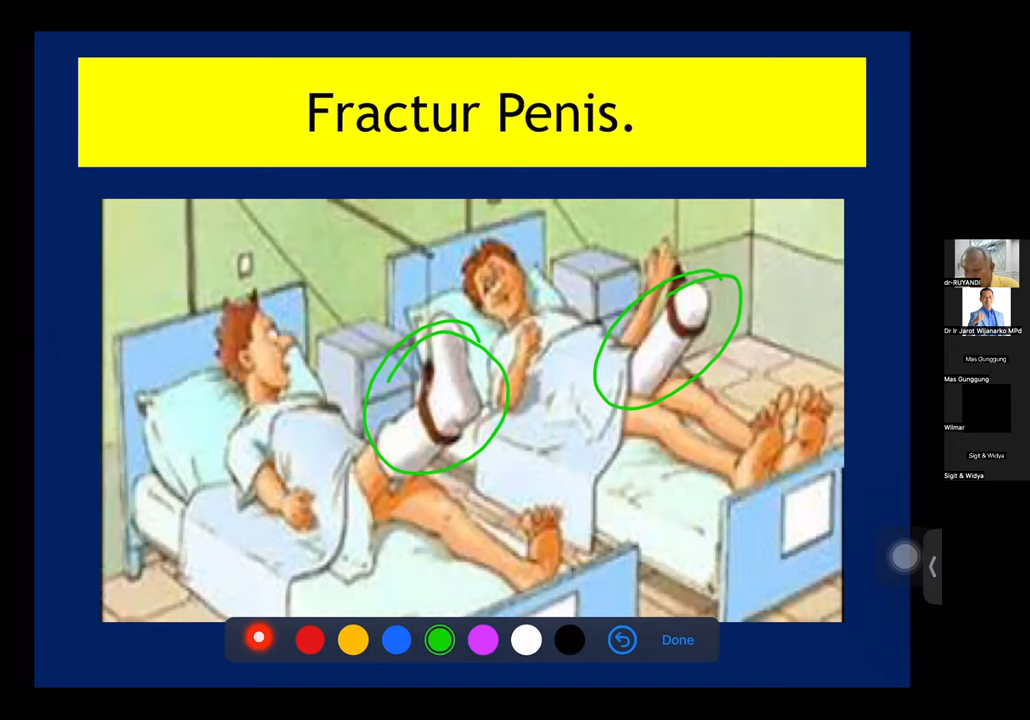 Fractur Penis.
dr-RUYANDI
Dr Ir Jarot Wijanarko MPd
Mas Gunggung
Mas Gunggung
Wilmar
Sigit & Widya
Sigit & Widya
Done